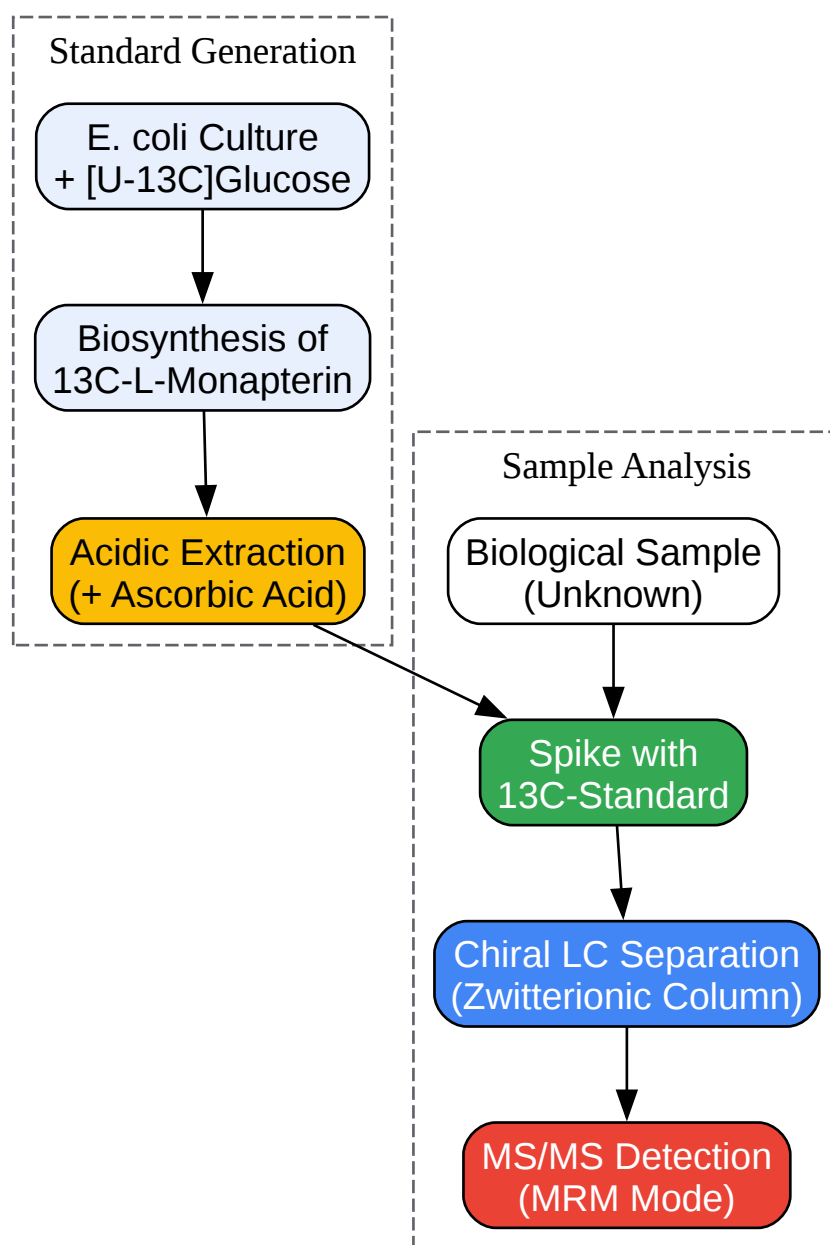 Standard Generation
E. coli Culture
+ [U-13C]Glucose
Biosynthesis of
13C-L-Monapterin
Acidic Extraction
(+ Ascorbic Acid)
Sample Analysis
Biological Sample
(Unknown)
Spike with
13C-Standard
Chiral LC Separation
(Zwitterionic Column)
MS/MS Detection
(MRM Mode)